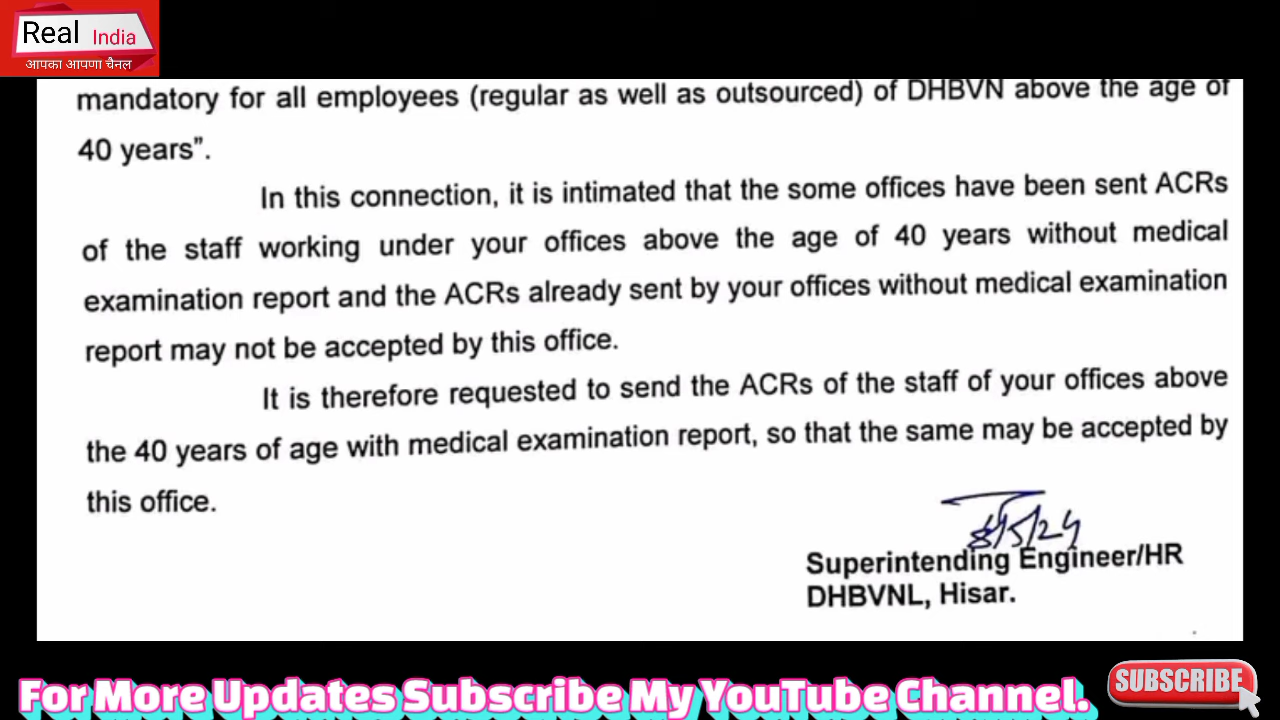 Real India
आपका आपणा चैनल
mandatory for all employees (regular as well as outsourced) of DHBVN above the age of
40 years”.
In this connection, it is intimated that the some offices have been sent ACRs
of the staff working under your offices above the age of 40 years without medical
examination report and the ACRs already sent by your offices without medical examination
report may not be accepted by this office.
It is therefore requested to send the ACRs of the staff of your offices above
the 40 years of age with medical examination report, so that the same may be accepted by
this office.
8/5/24
Superintending Engineer/HR
DHBVNL, Hisar.
For More Updates Subscribe My YouTube Channel.
SUBSCRIBE